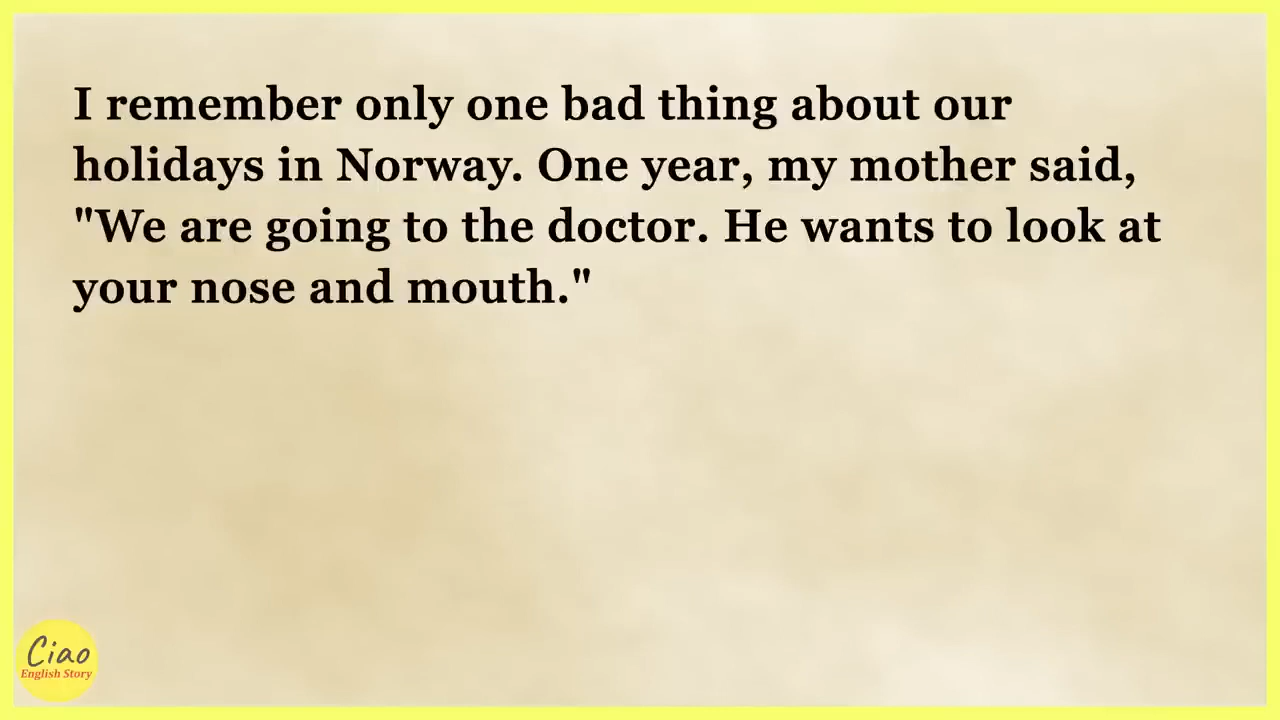 I remember only one bad thing about our
holidays in Norway. One year, my mother said,
"We are going to the doctor. He wants to look at
your nose and mouth."
Ciao
English Story